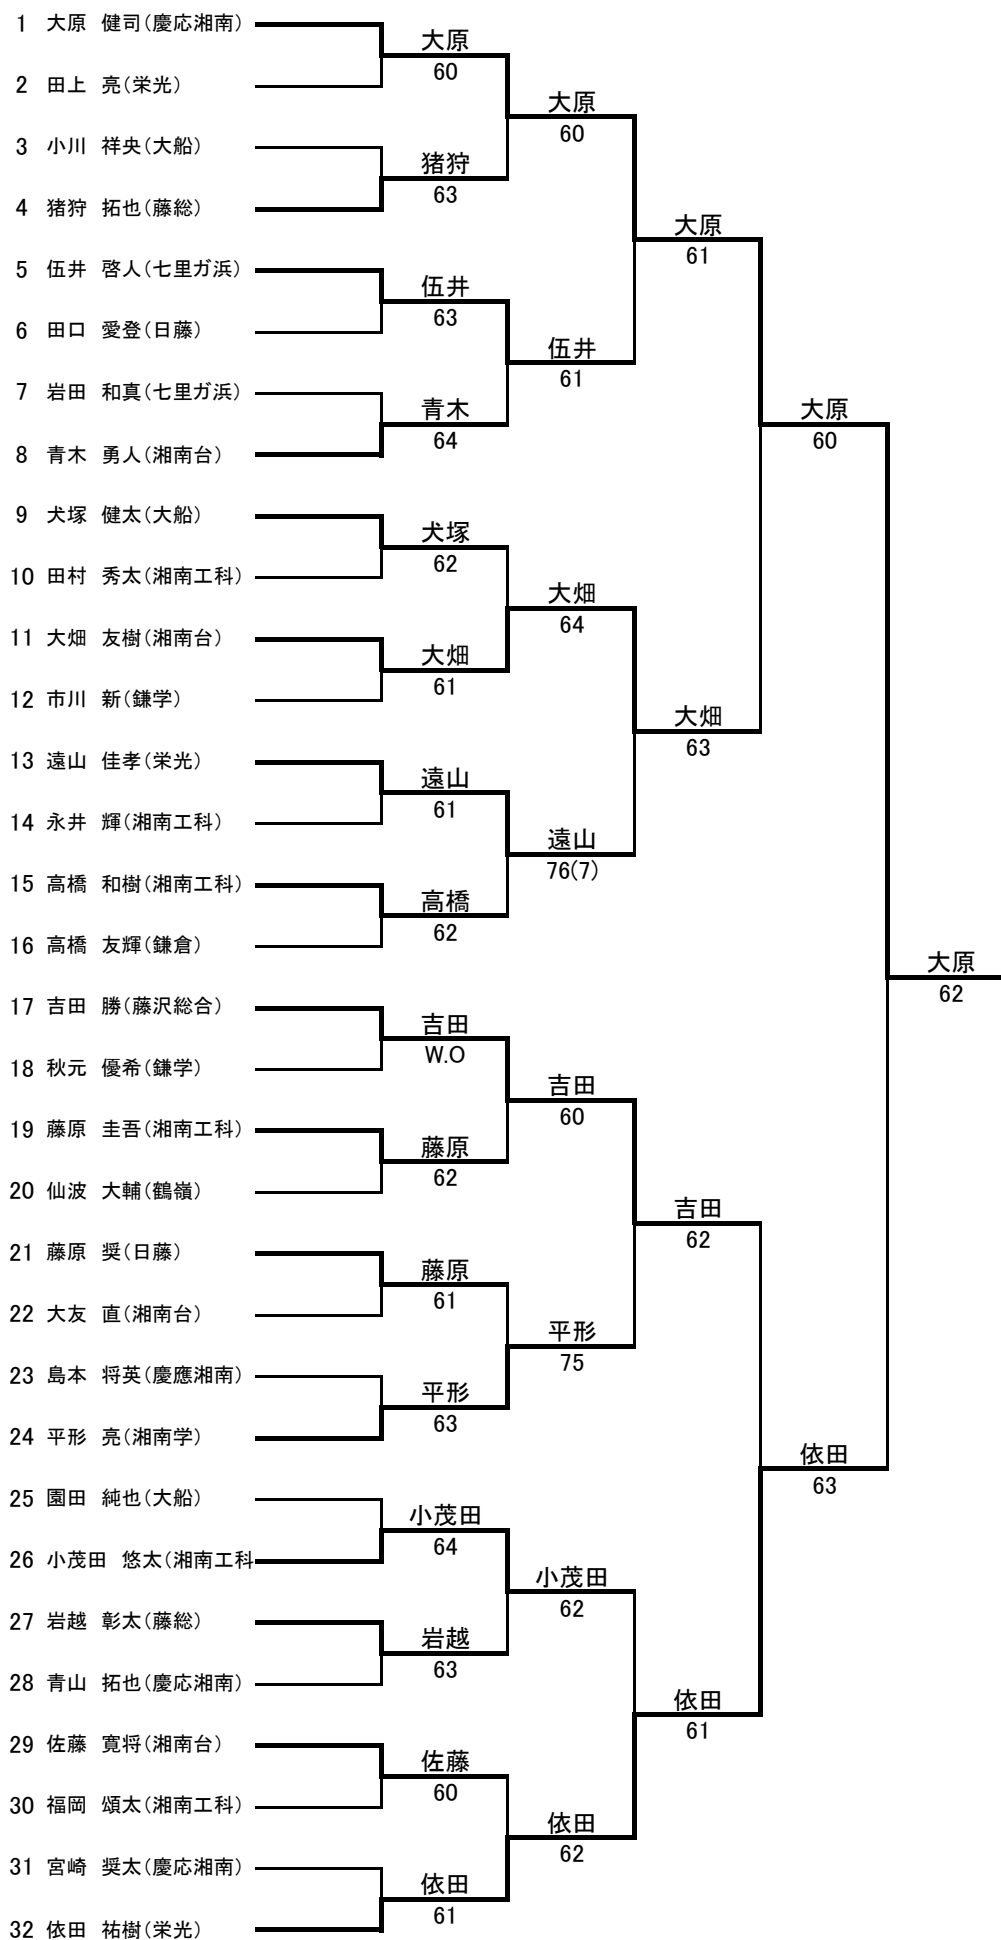 1 大原 健司(慶応湘南)
2 田上 亮(栄光)
3 小川 祥央(大船)
4 猪狩 拓也(藤総)
5 伍井 啓人(七里ガ浜)
6 田口 愛登(日藤)
7 岩田 和真(七里ガ浜)
8 青木 勇人(湘南台)
9 犬塚 健太(大船)
10 田村 秀太(湘南工科)
11 大畑 友樹(湘南台)
12 市川 新(鎌学)
13 遠山 佳孝(栄光)
14 永井 輝(湘南工科)
15 高橋 和樹(湘南工科)
16 高橋 友輝(鎌倉)
17 吉田 勝(藤沢総合)
18 秋元 優希(鎌学)
19 藤原 圭吾(湘南工科)
20 仙波 大輔(鶴嶺)
21 藤原 奨(日藤)
22 大友 直(湘南台)
23 島本 将英(慶應湘南)
24 平形 亮(湘南学)
25 園田 純也(大船)
26 小茂田 悠太(湘南工科
27 岩越 彰太(藤総)
28 青山 拓也(慶応湘南)
29 佐藤 寛将(湘南台)
30 福岡 頌太(湘南工科)
31 宮崎 奨太(慶応湘南)
32 依田 祐樹(栄光)
大原
60
猪狩
63
伍井
63
青木
64
犬塚
62
大畑
61
遠山
61
高橋
62
吉田
W.O
藤原
62
藤原
61
平形
63
小茂田
64
岩越
63
佐藤
60
依田
61
大原
60
伍井
61
大畑
64
遠山
76(7)
吉田
60
平形
75
小茂田
62
依田
62
大原
61
大畑
63
吉田
62
依田
61
大原
60
依田
63
大原
62